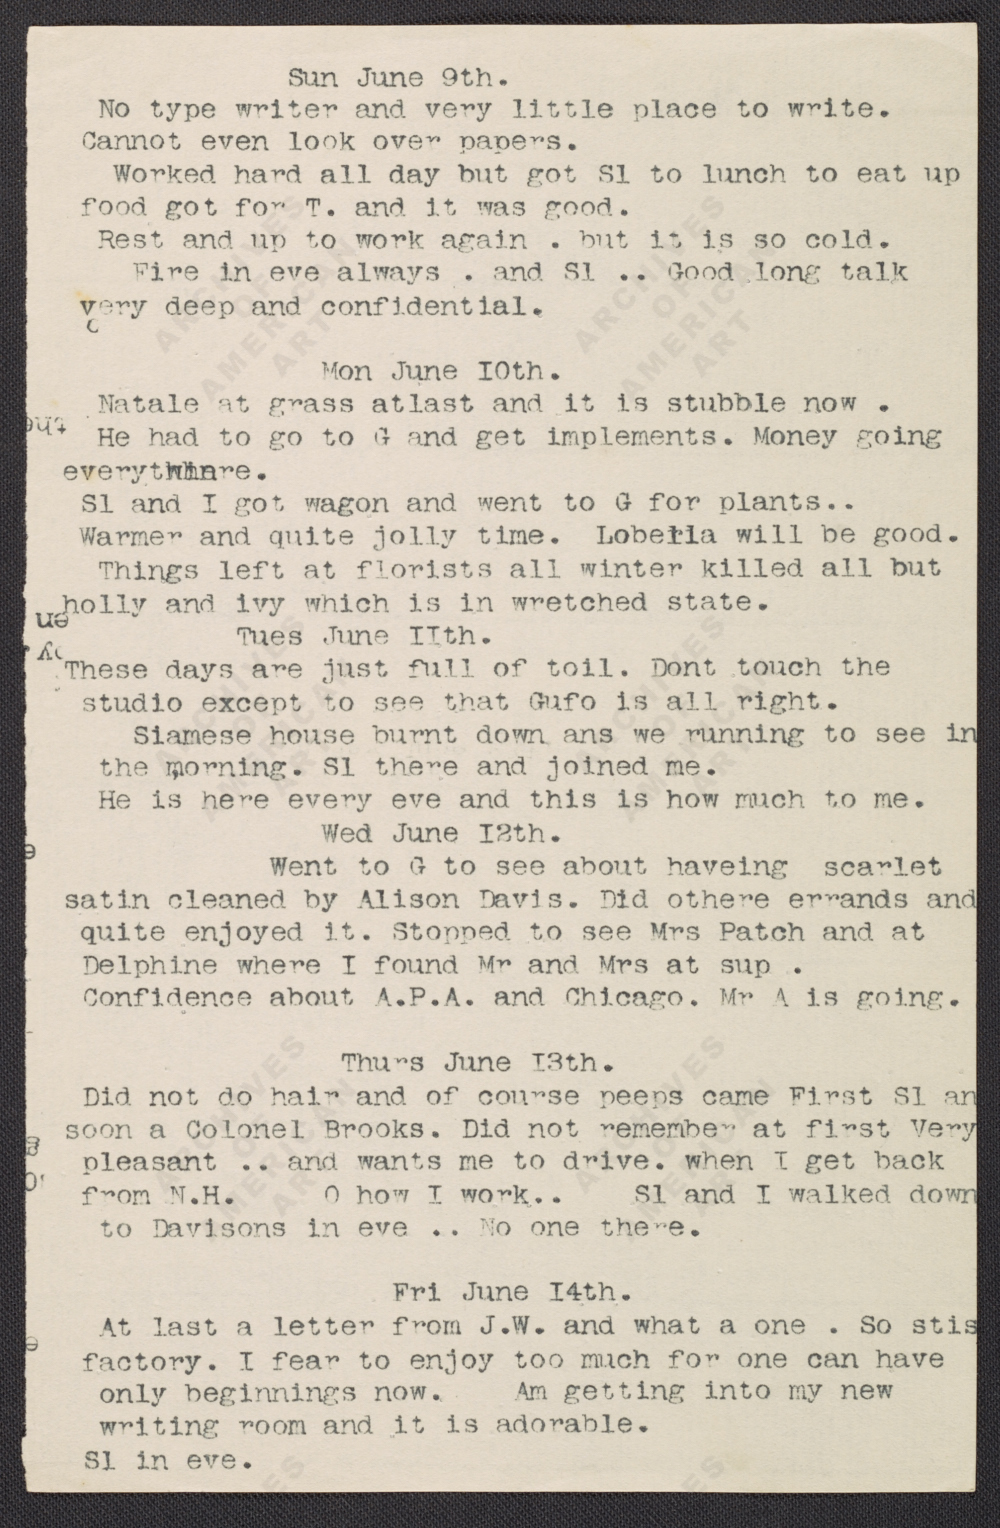 Sun June 9th.
No type writer and very little place to write.
Cannot even look over papers.
Worked hard all day but got Sl to lunch to eat up
food got for T. and it was good.
Rest and up to work again . but it is so cold.
Fire in eve always . and Sl .. Good long talk
very deep and confidential.
Mon June IOth.
Natale at grass atlast and it is stubble now .
He had to go to G and get implements. Money going
everytwhinre.
Sl and I got wagon and went to G for plants..
Warmer and quite jolly time. Lobelia will be good.
Things left at florists all winter killed all but
holly and ivy which is in wretched state.
Tues June IIth.
These days are just full of toil. Dont touch the
studio except to see that Gufo is all right.
Siamese house burnt down ans we running to see in
the morning. Sl there and joined me.
He is here every eve and this is how much to me.
Wed June I2th.
Went to G to see about haveing scarlet
satin cleaned by Alison Davis. Did othere errands and
quite enjoyed it. Stopped to see Mrs Patch and at
Delphine where I found Mr and Mrs at sup .
Confidence about A.P.A. and Chicago. Mr A is going.
Thurs June I3th.
Did not do hair and of course peeps came First Sl an
soon a Colonel Brooks. Did not remember at first Very
pleasant .. and wants me to drive. when I get back
from N.H. O how I work.. Sl and I walked down
to Davisons in eve .. No one there.
Fri June I4th.
At last a letter from J.W. and what a one . So stis
factory. I fear to enjoy too much for one can have
only beginnings now. Am getting into my new
writing room and it is adorable.
Sl in eve.
ARCHIVES OF AMERICAN ART